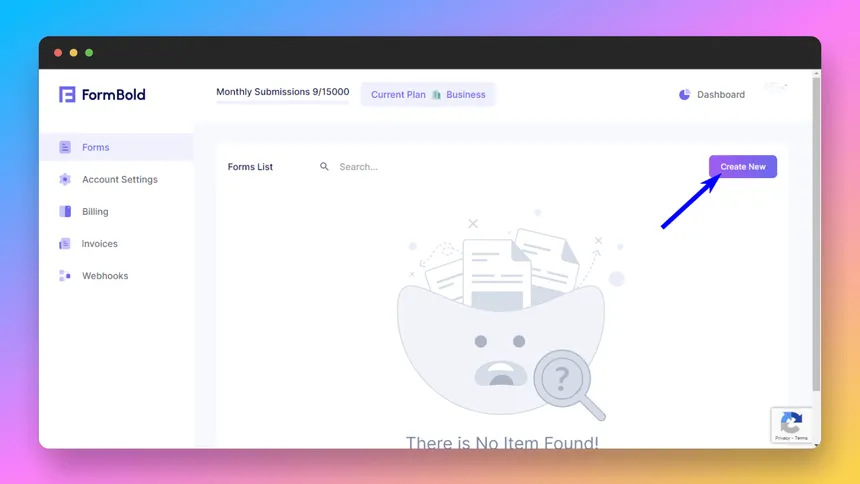 FormBold
Monthly Submissions 9/15000
Current Plan Business
Dashboard
Forms
Account Settings
Billing
Invoices
Webhooks
Forms List
Search...
Create New
?
There is No Item Found!
Privacy - Terms